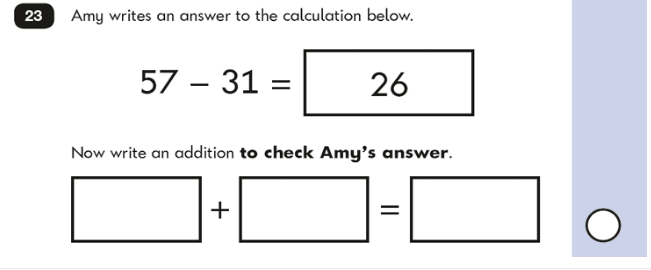 23 Amy writes an answer to the calculation below.
57 – 31 = 26
Now write an addition to check Amy's answer.
+ =